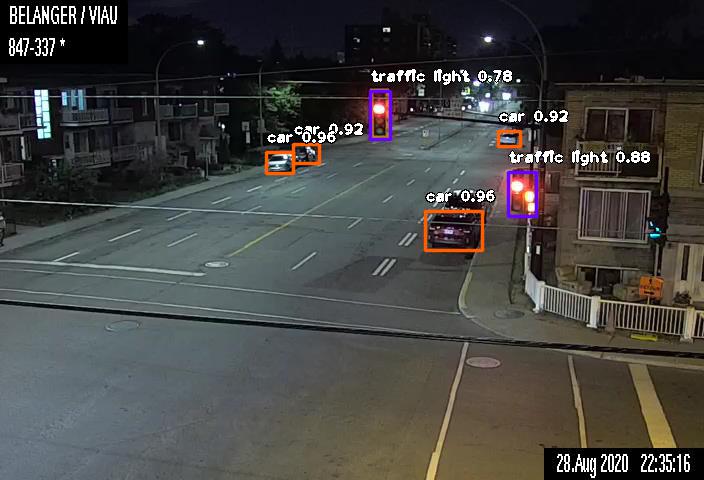 BELANGER / VIAU
847-337 *
traffic light 0.78
car 0.92
car 0.96
car 0.92
traffic light 0.88
car 0.96
28.Aug 2020 22:35:16